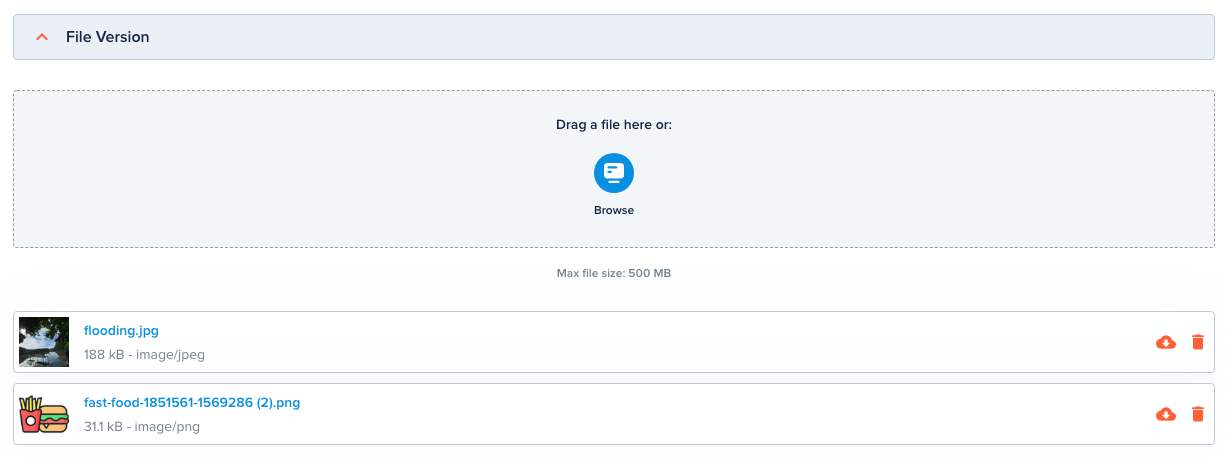 File Version
Drag a file here or:
Browse
Max file size: 500 MB
flooding.jpg
188 kB - image/jpeg
fast-food-1851561-1569286 (2).png
31.1 kB - image/png